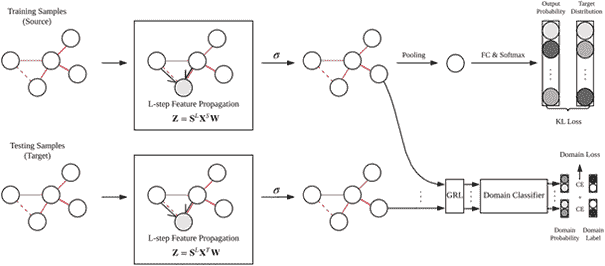 Training Samples
(Source)
L-step Feature Propagation
Z = S^L X^S W
σ
Pooling
FC & Softmax
Output
Probability
Target
Distribution
KL Loss
Testing Samples
(Target)
L-step Feature Propagation
Z = S^L X^T W
σ
GRL
Domain Classifier
Domain Loss
CE
+
CE
Domain
Probability
Domain
Label